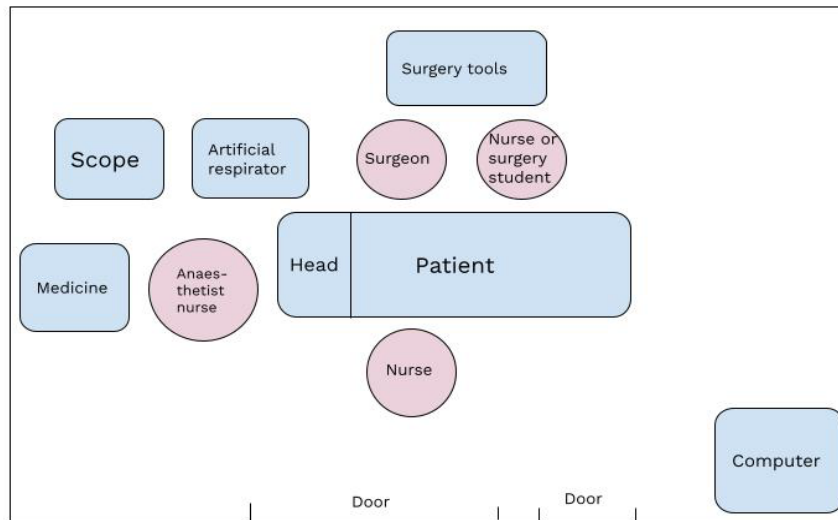 Surgery tools
Scope
Artificial
respirator
Surgeon
Nurse or
surgery
student
Medicine
Anaes-
thetist
nurse
Head
Patient
Nurse
Computer
Door
Door